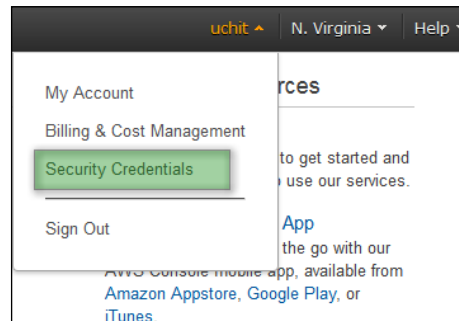 uchit N. Virginia Help
rces
My Account
Billing & Cost Management
to get started and
Security Credentials
use our services.
Sign Out
App
the go with our
AWS Console mobile app, available from
Amazon Appstore, Google Play, or
iTunes.